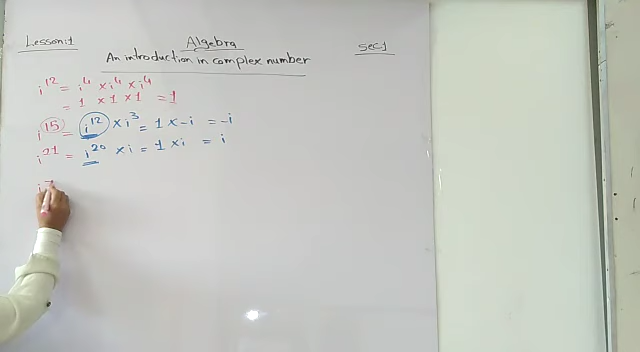 Lesson 1 Algebra sec 1
An introduction in complex number
i¹² = i⁴ × i⁴ × i⁴
= 1 × 1 × 1 = 1
i¹⁵ = i¹² × i³ = 1 × -i = -i
i²¹ = i²⁰ × i = 1 × i = i
i